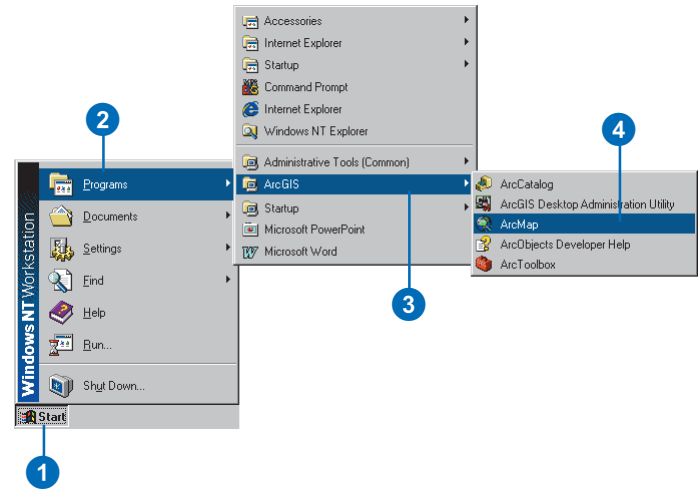 Accessories
Internet Explorer
Startup
Command Prompt
Internet Explorer
Windows NT Explorer
Administrative Tools (Common)
ArcGIS
Startup
Microsoft PowerPoint
Microsoft Word
2
4
Programs
Documents
Settings
Find
Help
Run...
Shut Down...
Windows NT Workstation
Start
ArcCatalog
ArcGIS Desktop Administration Utility
ArcMap
ArcObjects Developer Help
ArcToolbox
3
1